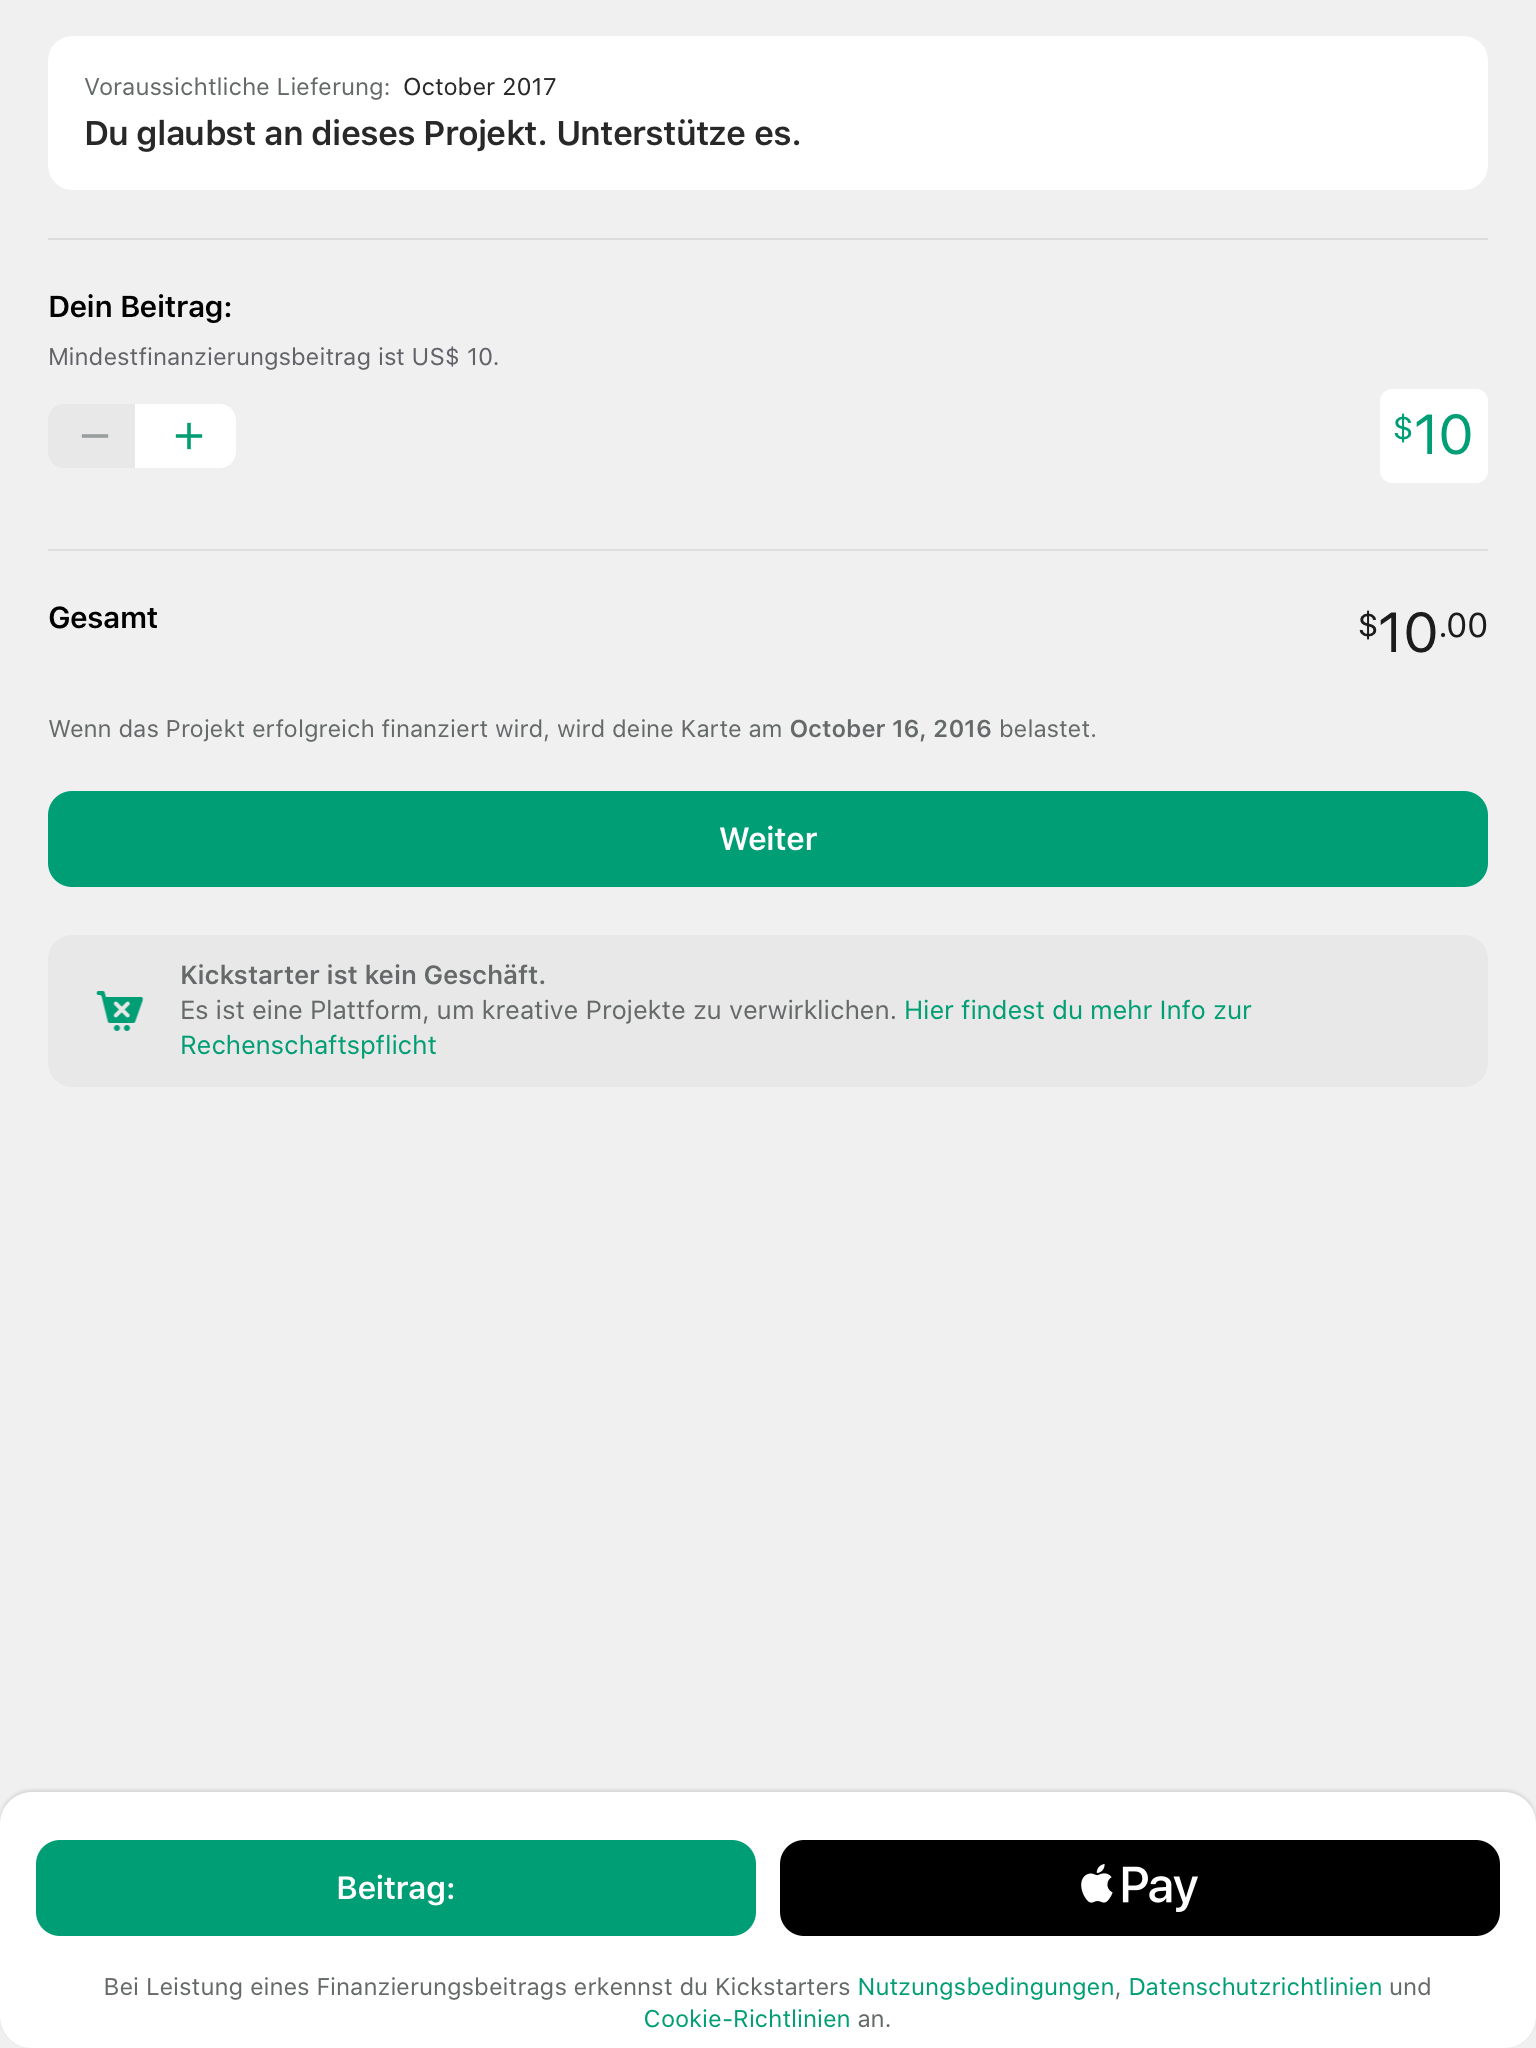 Voraussichtliche Lieferung: October 2017
Du glaubst an dieses Projekt. Unterstütze es.
Dein Beitrag:
Mindestfinanzierungsbeitrag ist US$ 10.
− +
$10
Gesamt
$10.00
Wenn das Projekt erfolgreich finanziert wird, wird deine Karte am October 16, 2016 belastet.
Weiter
Kickstarter ist kein Geschäft.
Es ist eine Plattform, um kreative Projekte zu verwirklichen. Hier findest du mehr Info zur
Rechenschaftspflicht
Beitrag:
Pay
Bei Leistung eines Finanzierungsbeitrags erkennst du Kickstarters Nutzungsbedingungen, Datenschutzrichtlinien und
Cookie-Richtlinien an.